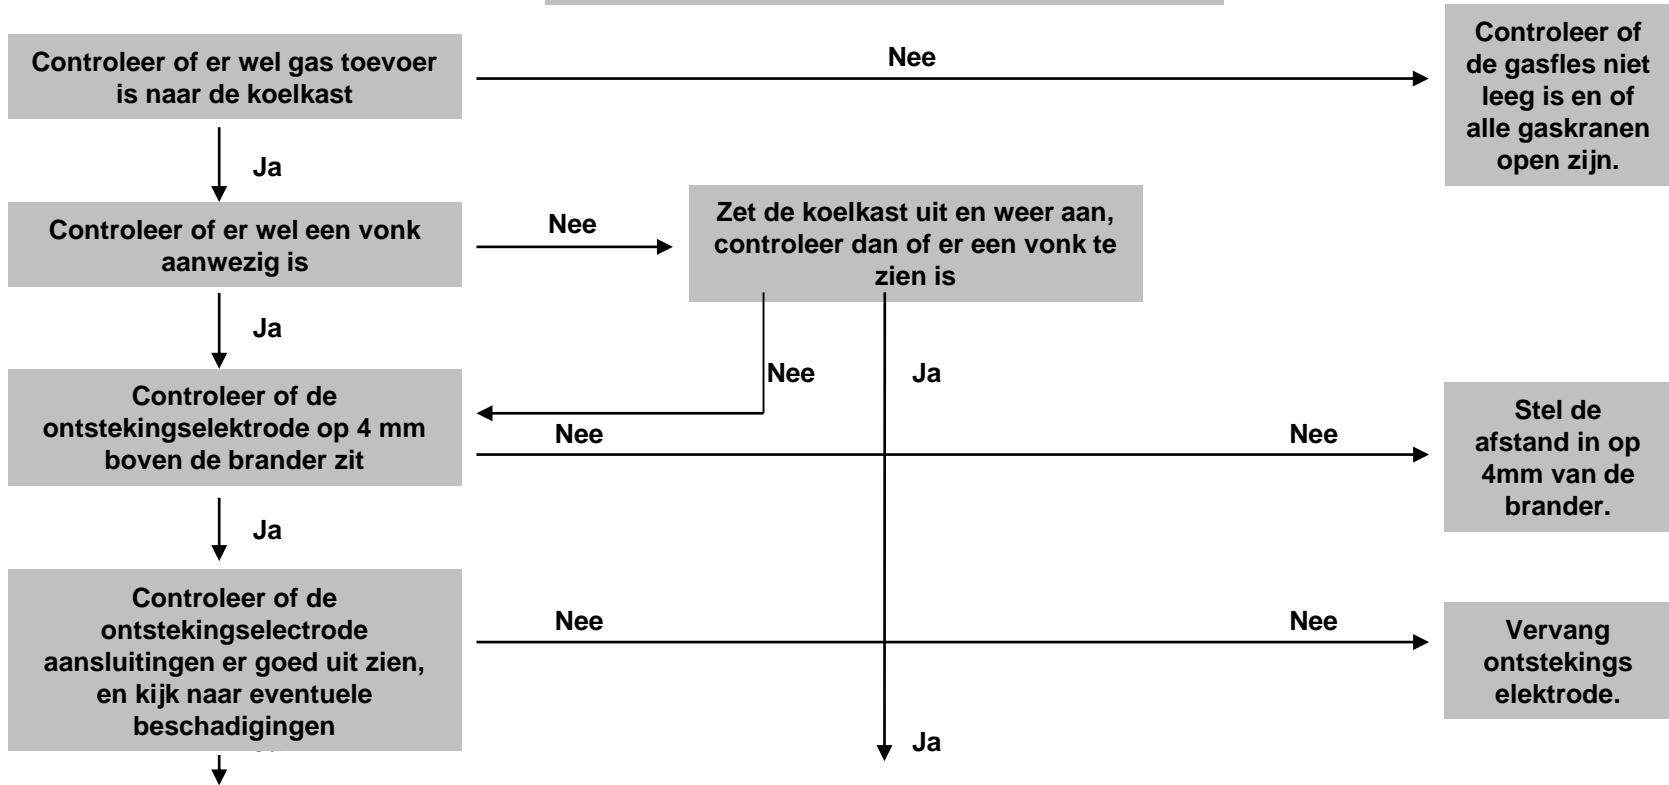 Controleer of er wel gas toevoer
is naar de koelkast
Nee
Controleer of
de gasfles niet
leeg is en of
alle gaskranen
open zijn.
Ja
Controleer of er wel een vonk
aanwezig is
Nee
Zet de koelkast uit en weer aan,
controleer dan of er een vonk te
zien is
Ja
Nee
Ja
Controleer of de
ontstekingselektrode op 4 mm
boven de brander zit
Nee
Nee
Stel de
afstand in op
4mm van de
brander.
Ja
Controleer of de
ontstekingselectrode
aansluitingen er goed uit zien,
en kijk naar eventuele
beschadigingen
Nee
Nee
Vervang
ontstekings
elektrode.
Ja